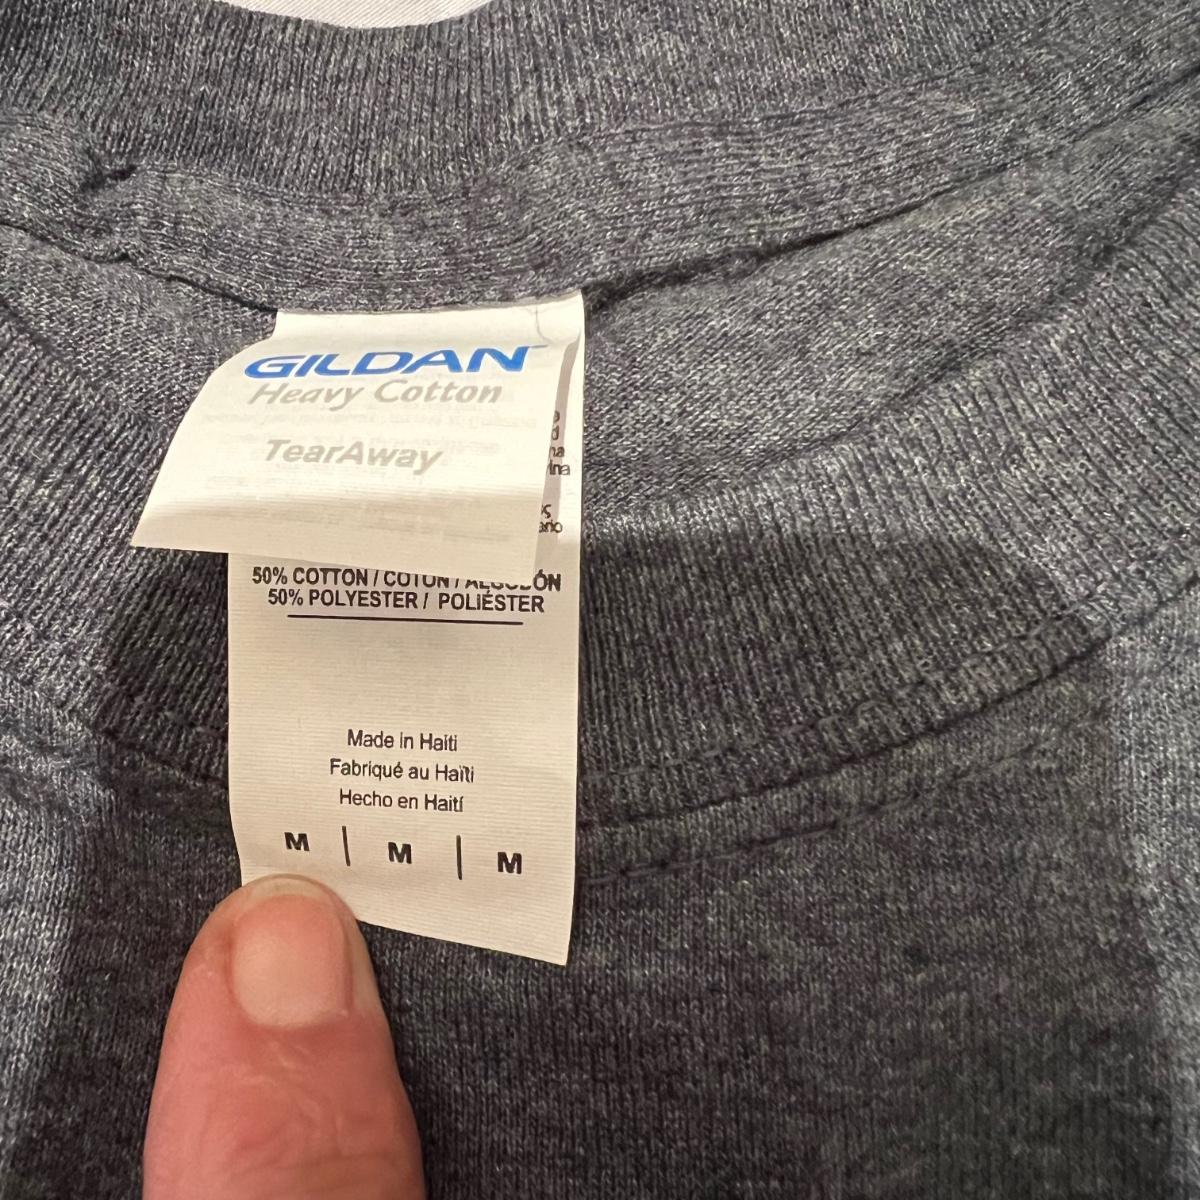 GILDAN
Heavy Cotton
TearAway
50% COTTON / COTON / ALGODÓN
50% POLYESTER / POLIÉSTER
Made in Haiti
Fabriqué au Haïti
Hecho en Haití
M | M | M